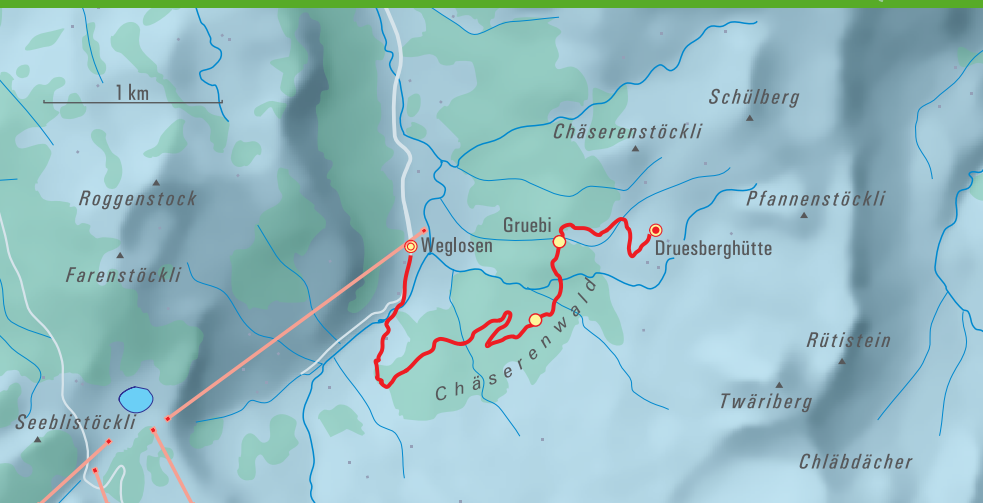 1 km
Schülberg
Chäserenstöckli
Roggenstock
Pfannenstöckli
Gruebi
Weglosen
Druesberghütte
Farenstöckli
Chäserenwald
Rütistein
Twäriberg
Seeblistöckli
Chläbdächer